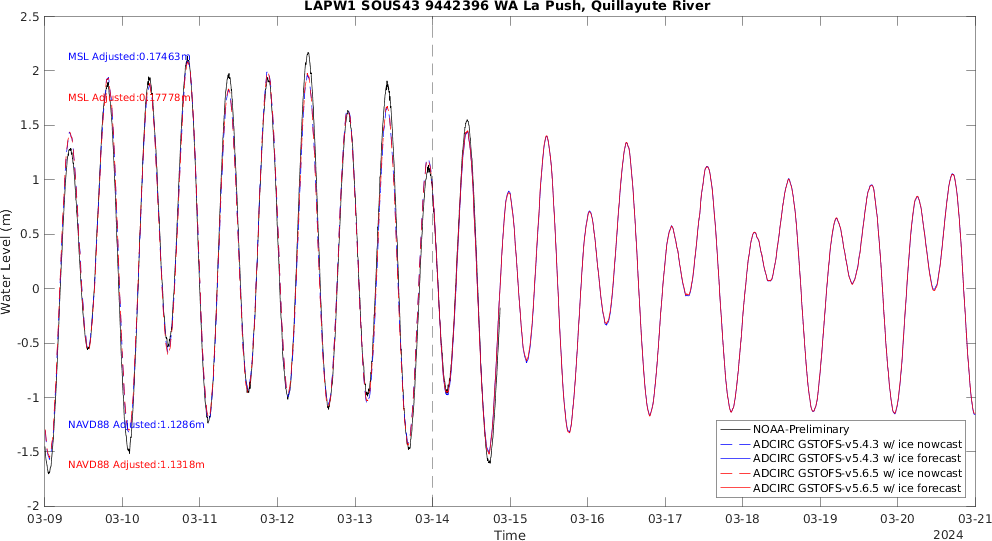 LAPW1 SOUS43 9442396 WA La Push, Quillayute River
2.5
2
1.5
1
0.5
0
-0.5
-1
-1.5
-2
Water Level (m)
MSL Adjusted:0.17463m
MSL Adjusted:0.17778m
NAVD88 Adjusted:1.1286m
NAVD88 Adjusted:1.1318m
NOAA-Preliminary
ADCIRC GSTOFS-v5.4.3 w/ ice nowcast
ADCIRC GSTOFS-v5.4.3 w/ ice forecast
ADCIRC GSTOFS-v5.6.5 w/ ice nowcast
ADCIRC GSTOFS-v5.6.5 w/ ice forecast
03-09 03-10 03-11 03-12 03-13 03-14 03-15 03-16 03-17 03-18 03-19 03-20 03-21
Time
2024